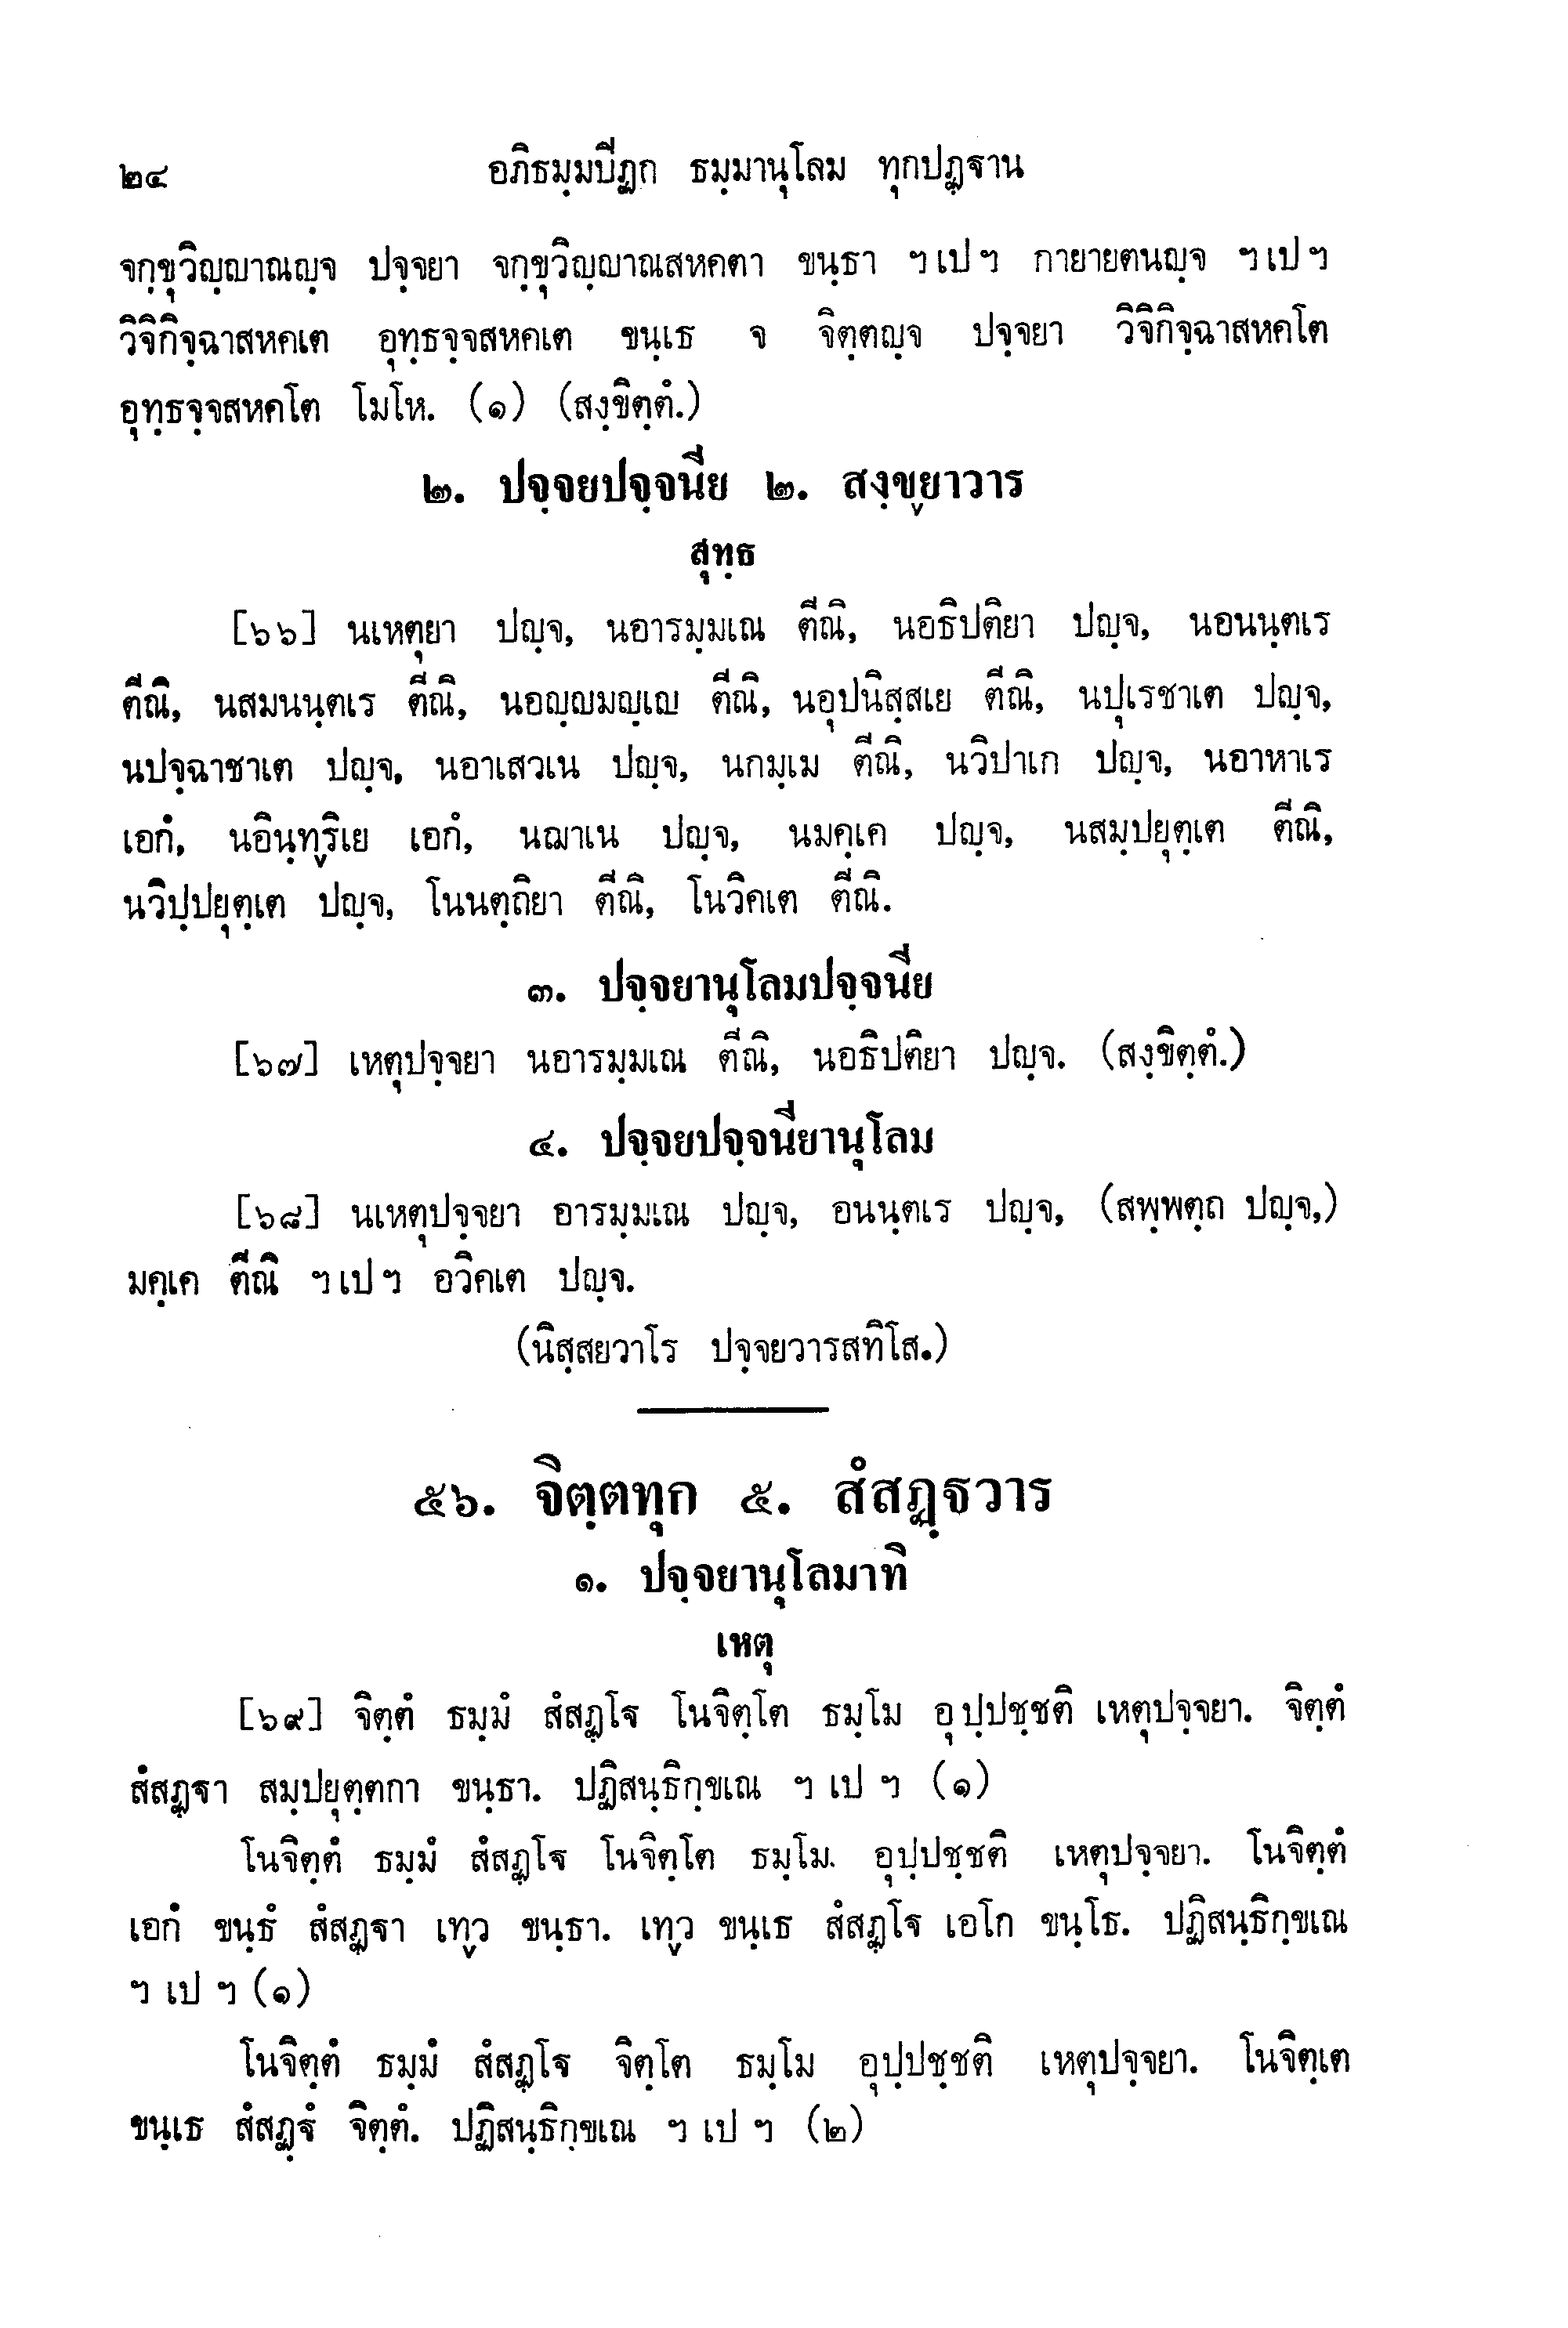 ๒๔ อภิธมฺมปีฏก ธมฺมานุโลม ทุกปฏฺฐาน
จกฺขุวิญฺญาณญฺจ ปจฺจยา จกฺขุวิญฺญาณสหคตา ขนฺธา ฯ เป ฯ กายายตนญฺจ ฯ เป ฯ
วิจิกิจฺฉาสหคเต อุทฺธจฺจสหคเต ขนฺเธ จ จิตฺตญฺจ ปจฺจยา วิจิกิจฺฉาสหคโต
อุทฺธจฺจสหคโต โมโห. (๑) (สงฺขิตฺตํ.)
๒. ปจฺจยปจฺจนีย ๒. สงฺขฺยาวาร
สุทฺธ
[๖๖] นเหตุยา ปญฺจ, นอารมฺมเณ ตีณิ, นอธิปติยา ปญฺจ, นอนนฺตเร
ตีณิ, นสมนนฺตเร ตีณิ, นอญฺญมญฺเญ ตีณิ, นอุปนิสฺสเย ตีณิ, นปุเรชาเต ปญฺจ,
นปจฺฉาชาเต ปญฺจ, นอาเสวเน ปญฺจ, นกมฺเม ตีณิ, นวิปาเก ปญฺจ, นอาหาเร
เอกํ, นอินฺทฺริเย เอกํ, นฌาเน ปญฺจ, นมคฺเค ปญฺจ, นสมฺปยุตฺเต ตีณิ,
นวิปฺปยุตฺเต ปญฺจ, โนนตฺถิยา ตีณิ, โนวิคเต ตีณิ.
๓. ปจฺจยานุโลมปจฺจนีย
[๖๗] เหตุปจฺจยา นอารมฺมเณ ตีณิ, นอธิปติยา ปญฺจ. (สงฺขิตฺตํ.)
๔. ปจฺจยปจฺจนียานุโลม
[๖๘] นเหตุปจฺจยา อารมฺมเณ ปญฺจ, อนนฺตเร ปญฺจ, (สพฺพตฺถ ปญฺจ,)
มคฺเค ตีณิ ฯ เป ฯ อวิคเต ปญฺจ.
(นิสฺสยวาโร ปจฺจยวารสทิโส.)
๕๖. จิตฺตทุก ๕. สํสฏฺฐวาร
๑. ปจฺจยานุโลมาทิ
เหตุ
[๖๙] จิตฺตํ ธมฺมํ สํสฏฺโฐ โนจิตฺโต ธมฺโม อุปฺปชฺชติ เหตุปจฺจยา. จิตฺตํ
สํสฏฺฐา สมฺปยุตฺตกา ขนฺธา. ปฏิสนฺธิกฺขเณ ฯ เป ฯ (๑)
โนจิตฺตํ ธมฺมํ สํสฏฺโฐ โนจิตฺโต ธมฺโม. อุปฺปชฺชติ เหตุปจฺจยา. โนจิตฺตํ
เอกํ ขนฺธํ สํสฏฺฐา เทฺว ขนฺธา. เทฺว ขนฺเธ สํสฏฺโฐ เอโก ขนฺโธ. ปฏิสนฺธิกฺขเณ
ฯ เป ฯ (๑)
โนจิตฺตํ ธมฺมํ สํสฏฺโฐ จิตฺโต ธมฺโม อุปฺปชฺชติ เหตุปจฺจยา. โนจิตฺเต
ขนฺเธ สํสฏฺฐํ จิตฺตํ. ปฏิสนฺธิกฺขเณ ฯ เป ฯ (๒)